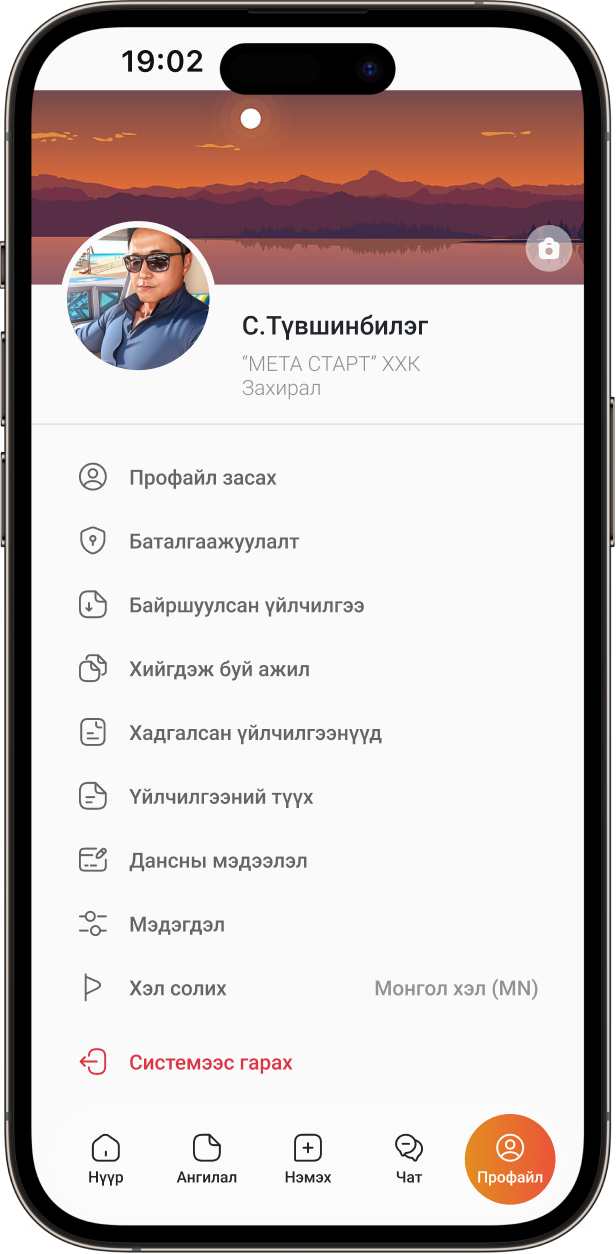 19:02
С.Түвшинбилэг
“МЕТА СТАРТ” ХХК
Захирал
Профайл засах
Баталгаажуулалт
Байршуулсан үйлчилгээ
Хийгдэж буй ажил
Хадгалсан үйлчилгээнүүд
Үйлчилгээний түүх
Дансны мэдээлэл
Мэдэгдэл
Хэл солих Монгол хэл (MN)
Системээс гарах
Нүүр Ангилал Нэмэх Чат Профайл